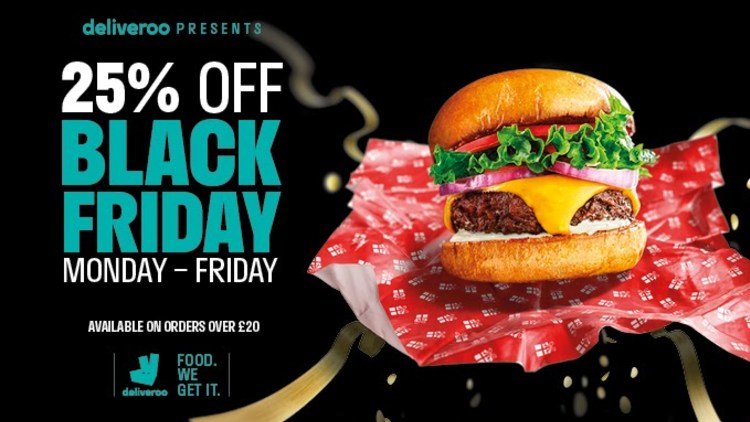 deliveroo PRESENTS
25% OFF
BLACK
FRIDAY
MONDAY – FRIDAY
AVAILABLE ON ORDERS OVER £20
deliveroo
FOOD.
WE
GET IT.